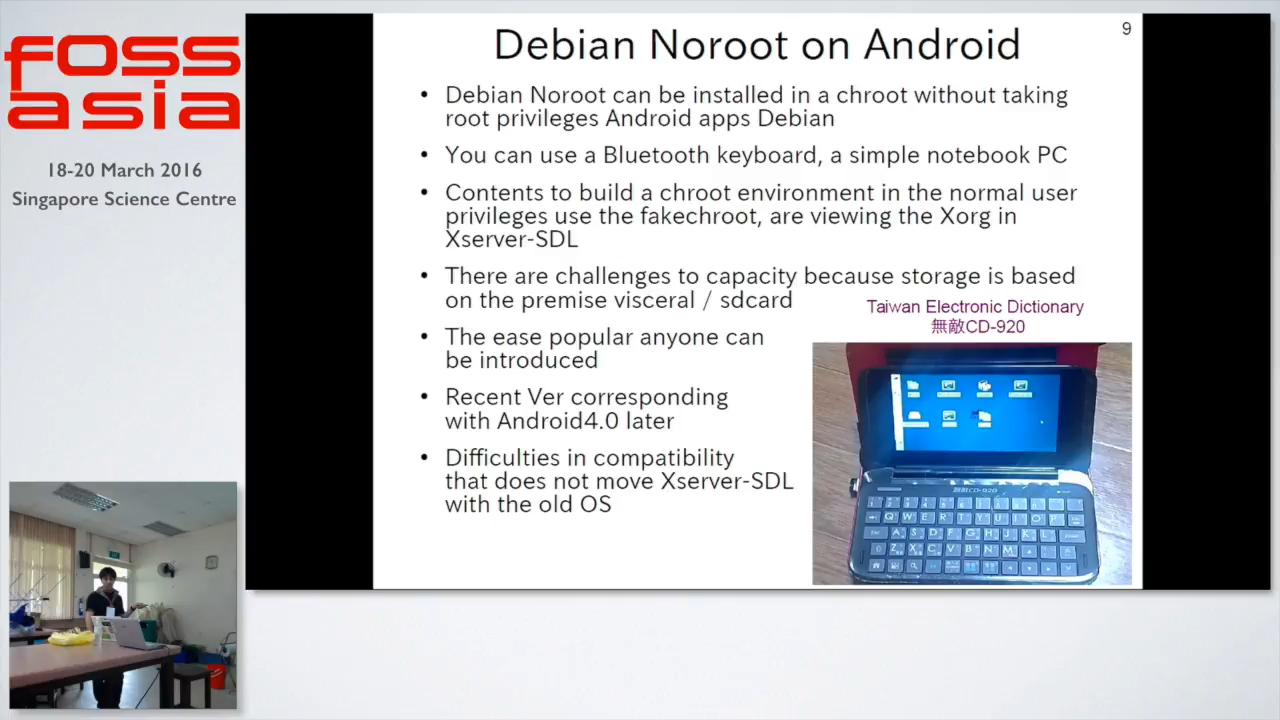 foss
asia
18-20 March 2016
Singapore Science Centre
9
Debian Noroot on Android
• Debian Noroot can be installed in a chroot without taking
root privileges Android apps Debian
• You can use a Bluetooth keyboard, a simple notebook PC
• Contents to build a chroot environment in the normal user
privileges use the fakechroot, are viewing the Xorg in
Xserver-SDL
• There are challenges to capacity because storage is based
on the premise visceral / sdcard
Taiwan Electronic Dictionary
無敵CD-920
• The ease popular anyone can
be introduced
• Recent Ver corresponding
with Android4.0 later
• Difficulties in compatibility
that does not move Xserver-SDL
with the old OS
無敵CD-920
Q W E R T Y U I O P
A S D F G H J K L
Z X C V B N M